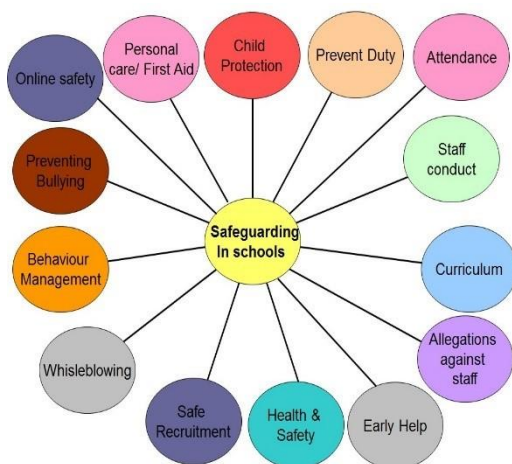 Safeguarding
In schools
Child
Protection
Prevent Duty
Attendance
Staff
conduct
Curriculum
Allegations
against
staff
Early Help
Health &
Safety
Safe
Recruitment
Whisleblowing
Behaviour
Management
Preventing
Bullying
Online safety
Personal
care/ First Aid